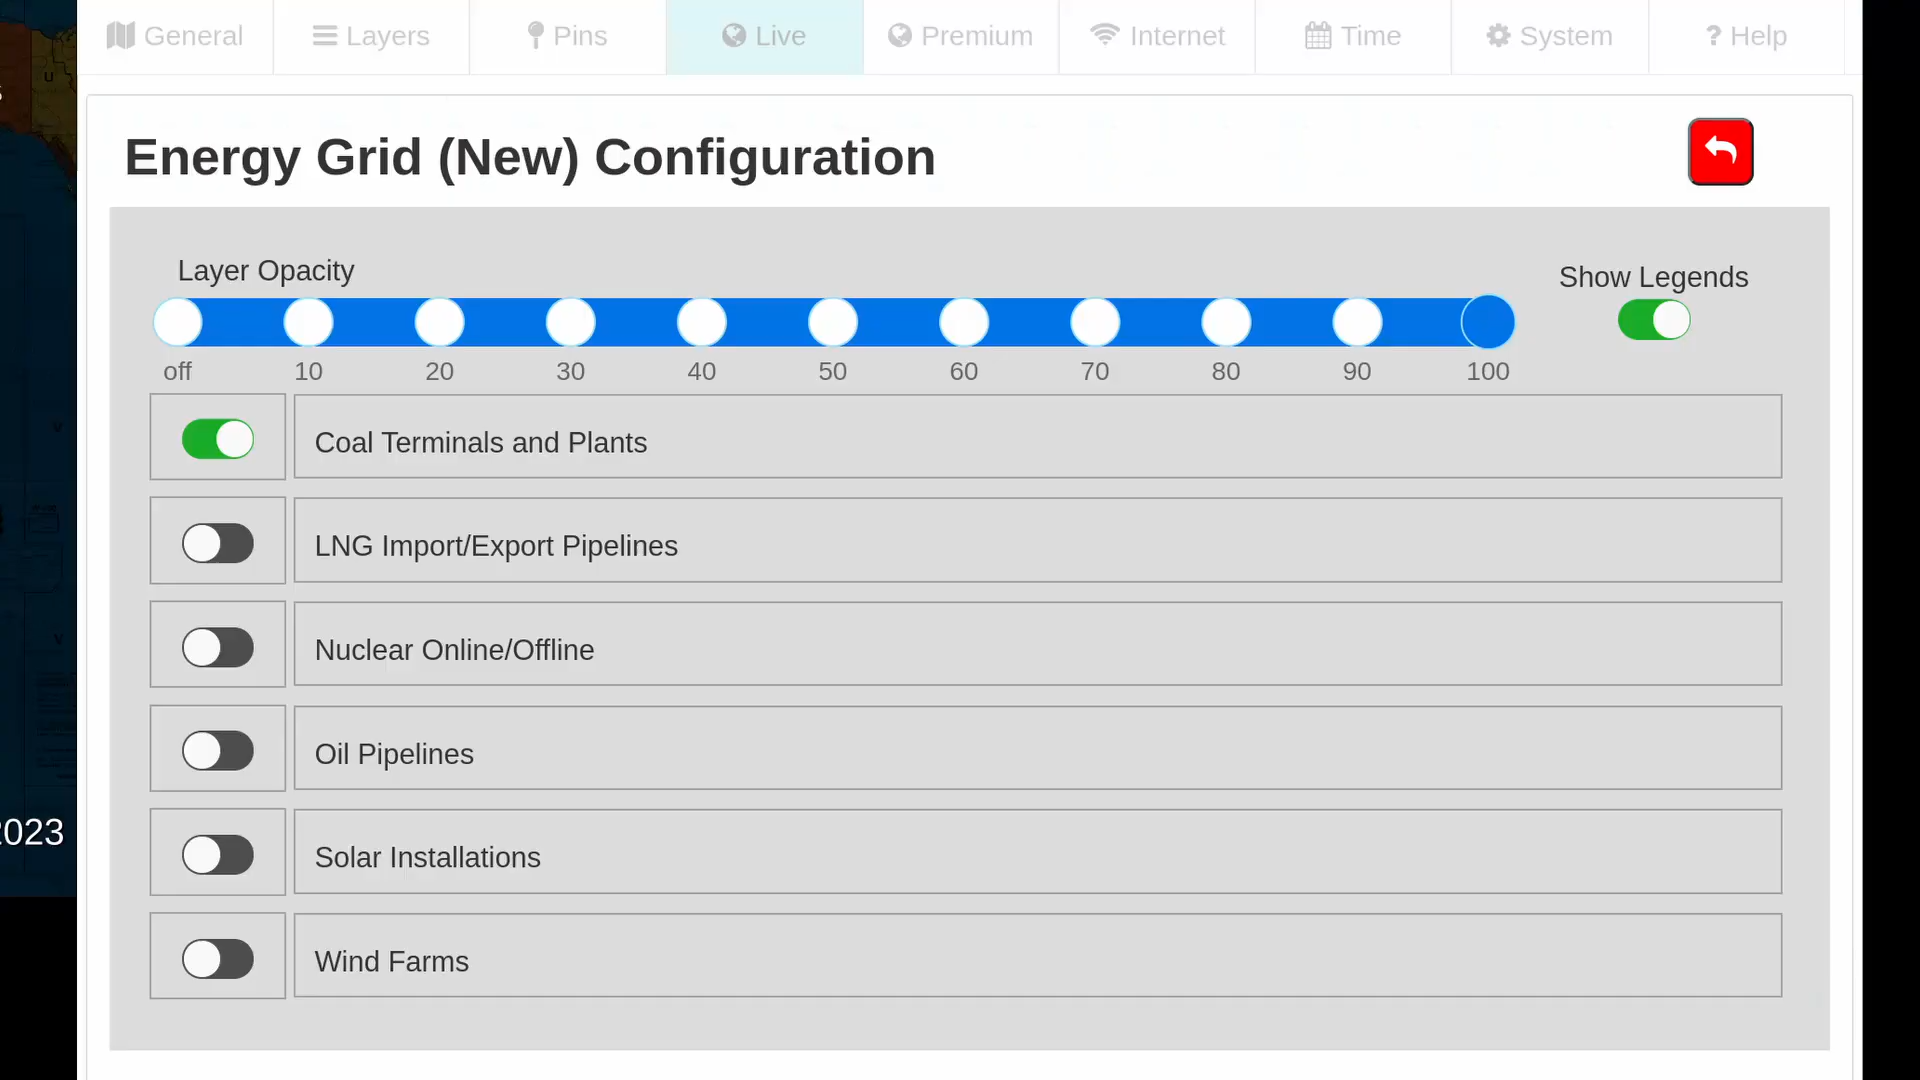 General Layers Pins Live Premium Internet Time System ? Help
Energy Grid (New) Configuration
Layer Opacity
Show Legends
off 10 20 30 40 50 60 70 80 90 100
Coal Terminals and Plants
LNG Import/Export Pipelines
Nuclear Online/Offline
Oil Pipelines
Solar Installations
2023
Wind Farms